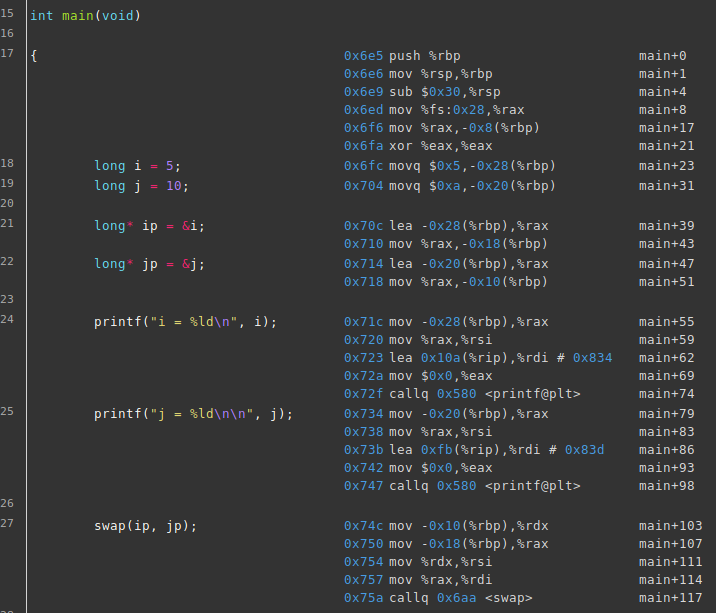 15 int main(void)
16
17 { 0x6e5 push %rbp main+0
0x6e6 mov %rsp,%rbp main+1
0x6e9 sub $0x30,%rsp main+4
0x6ed mov %fs:0x28,%rax main+8
0x6f6 mov %rax,-0x8(%rbp) main+17
0x6fa xor %eax,%eax main+21
18 long i = 5; 0x6fc movq $0x5,-0x28(%rbp) main+23
19 long j = 10; 0x704 movq $0xa,-0x20(%rbp) main+31
20
21 long* ip = &i; 0x70c lea -0x28(%rbp),%rax main+39
0x710 mov %rax,-0x18(%rbp) main+43
22 long* jp = &j; 0x714 lea -0x20(%rbp),%rax main+47
0x718 mov %rax,-0x10(%rbp) main+51
23
24 printf("i = %ld\n", i); 0x71c mov -0x28(%rbp),%rax main+55
0x720 mov %rax,%rsi main+59
0x723 lea 0x10a(%rip),%rdi # 0x834 main+62
0x72a mov $0x0,%eax main+69
0x72f callq 0x580 <printf@plt> main+74
25 printf("j = %ld\n\n", j); 0x734 mov -0x20(%rbp),%rax main+79
0x738 mov %rax,%rsi main+83
0x73b lea 0xfb(%rip),%rdi # 0x83d main+86
0x742 mov $0x0,%eax main+93
0x747 callq 0x580 <printf@plt> main+98
26
27 swap(ip, jp); 0x74c mov -0x10(%rbp),%rdx main+103
0x750 mov -0x18(%rbp),%rax main+107
0x754 mov %rdx,%rsi main+111
0x757 mov %rax,%rdi main+114
0x75a callq 0x6aa <swap> main+117